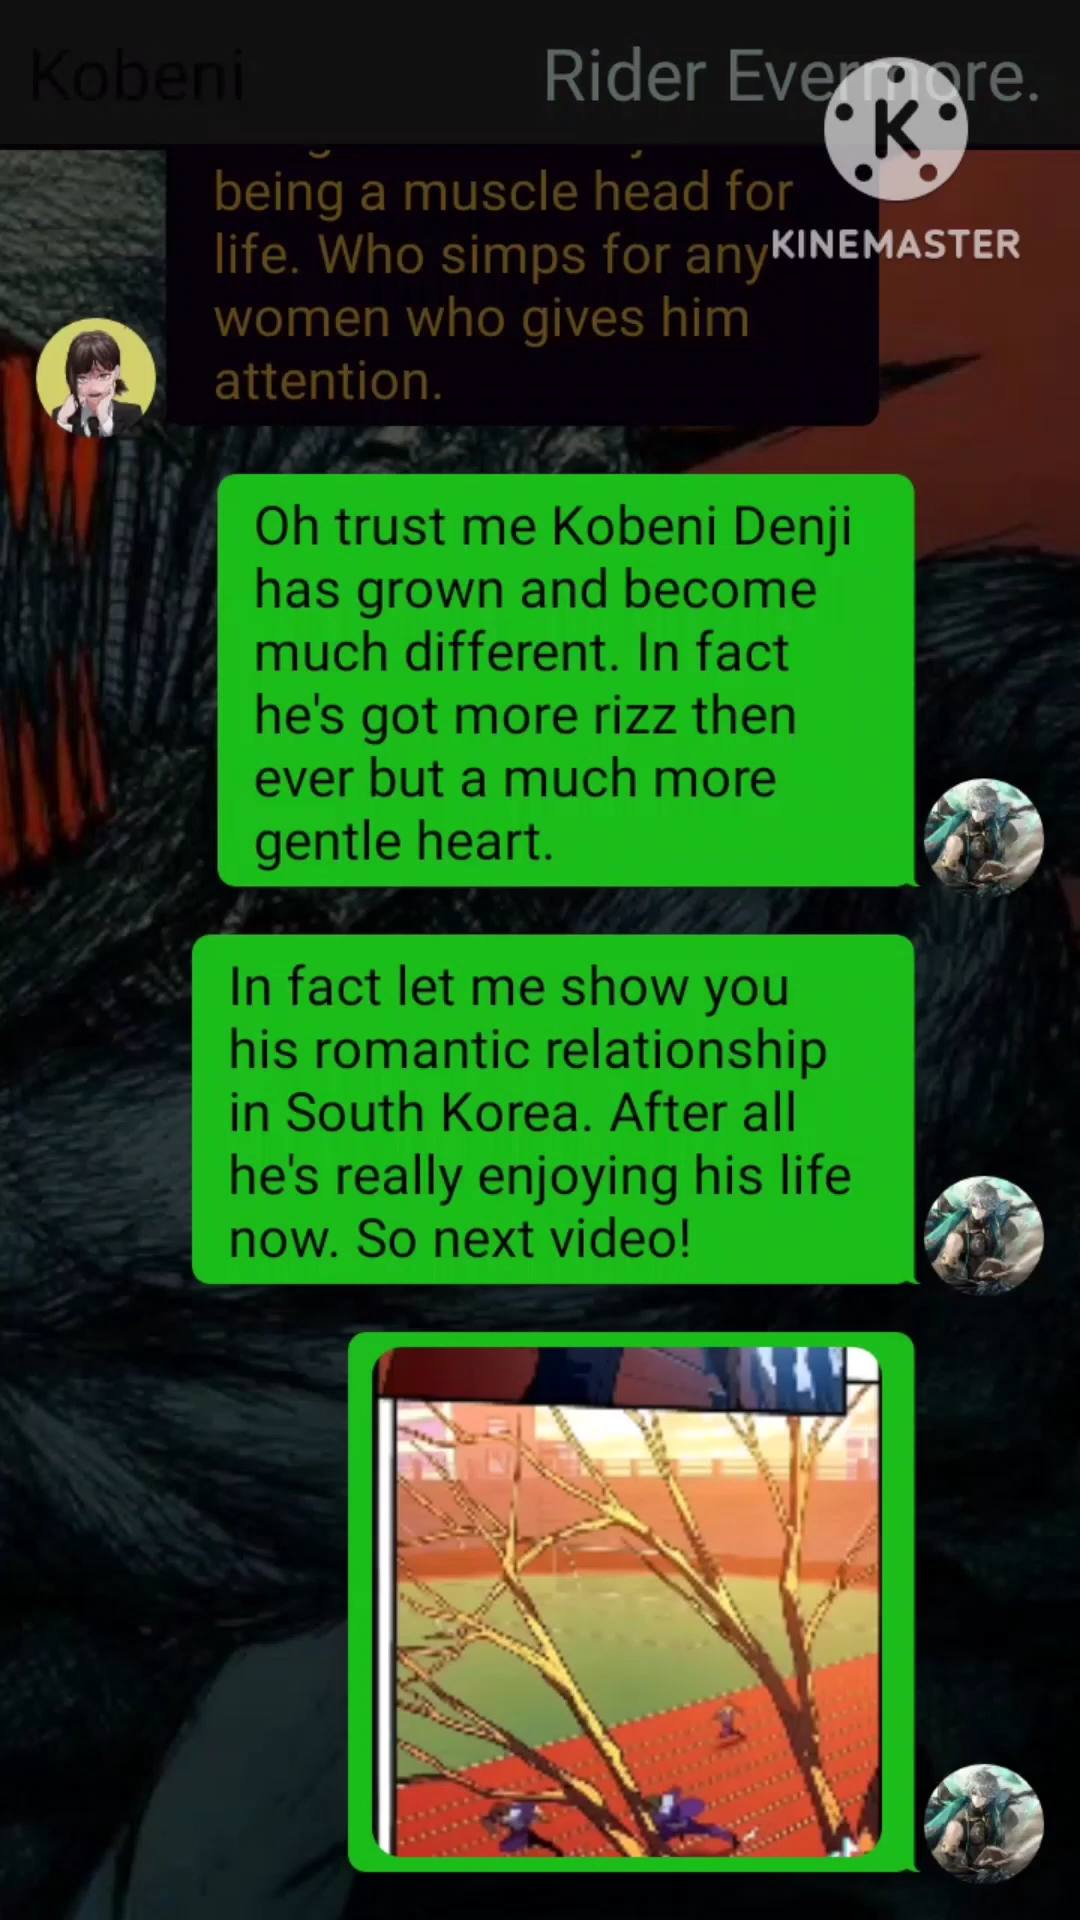 Kobeni
Rider Evermore.
KINEMASTER
being a muscle head for
life. Who simps for any
women who gives him
attention.
Oh trust me Kobeni Denji
has grown and become
much different. In fact
he's got more rizz then
ever but a much more
gentle heart.
In fact let me show you
his romantic relationship
in South Korea. After all
he's really enjoying his life
now. So next video!